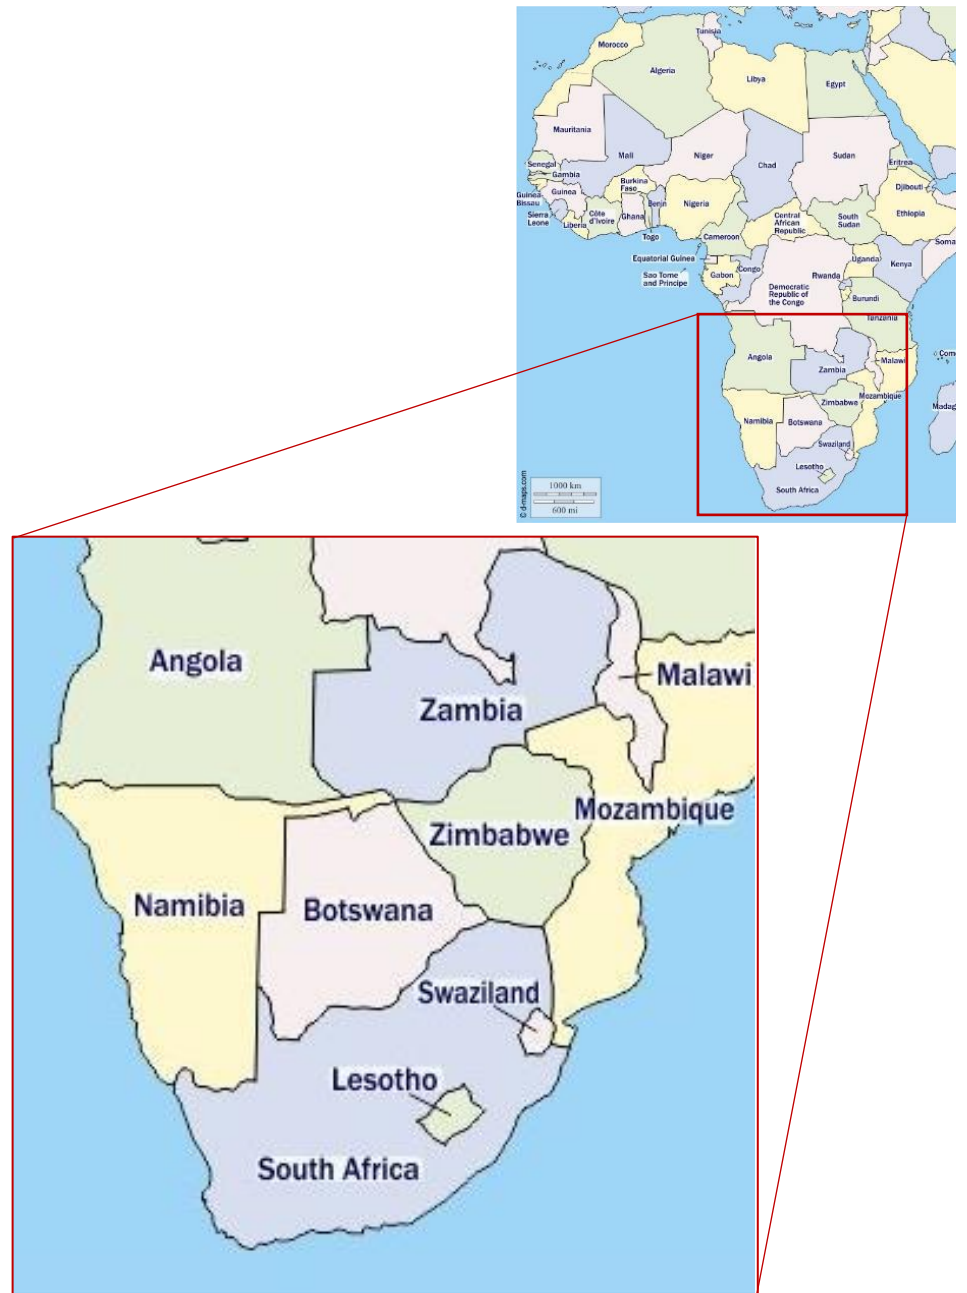 Morocco
Tunisia
Algeria
Libya
Egypt
Mauritania
Mali
Niger
Chad
Sudan
Eritrea
Senegal
Gambia
Burkina
Faso
Djibouti
Guinea
Guinea
Bissau
Benin
Nigeria
Sierra
Leone
Côte
d'Ivoire
Ghana
Central
African
Republic
South
Sudan
Ethiopia
Liberia
Togo
Cameroon
Soma
Equatorial Guinea
Uganda
Kenya
Sao Tome
and Principe
Gabon
Congo
Rwanda
Democratic
Republic of
the Congo
Burundi
Tanzania
Angola
Zambia
Malawi
Como
Mozambique
Zimbabwe
Madag
Namibia
Botswana
Swaziland
Lesotho
South Africa
1000 km
600 mi
© d-maps.com
Angola
Malawi
Zambia
Mozambique
Zimbabwe
Namibia
Botswana
Swaziland
Lesotho
South Africa